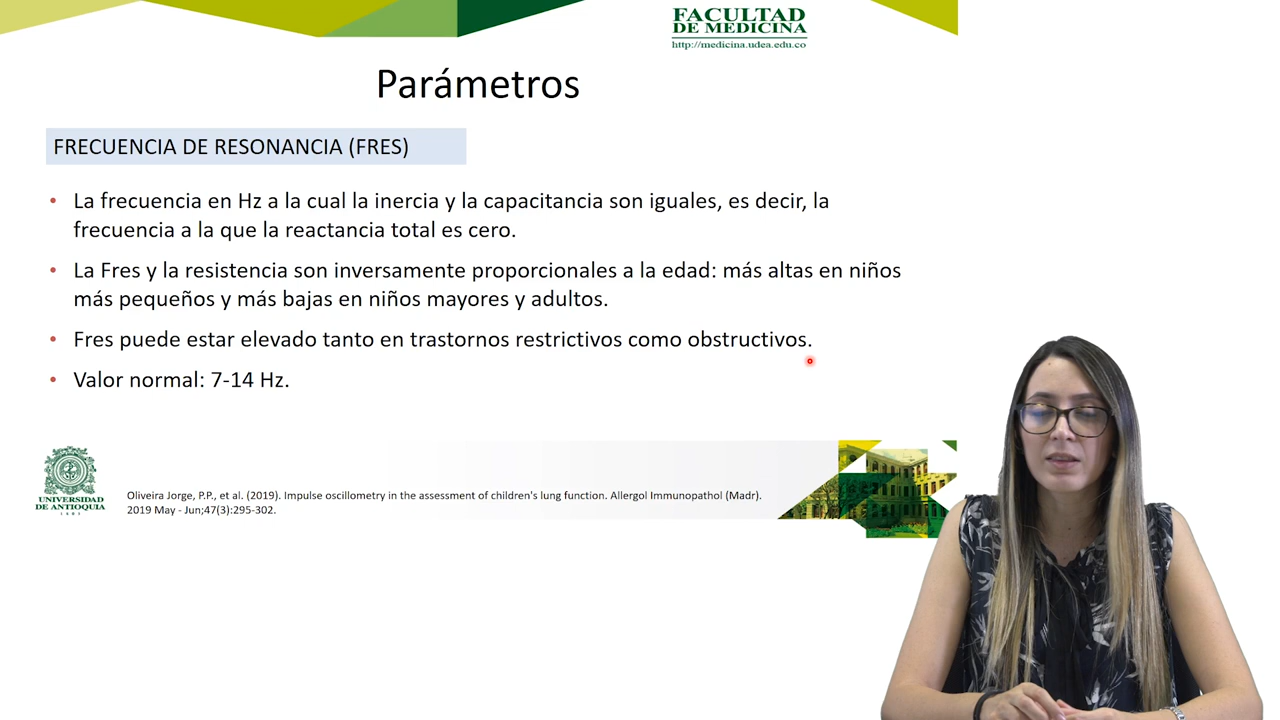 FACULTAD
DE MEDICINA
http://medicina.udea.edu.co
Parámetros
FRECUENCIA DE RESONANCIA (FRES)
• La frecuencia en Hz a la cual la inercia y la capacitancia son iguales, es decir, la
frecuencia a la que la reactancia total es cero.
• La Fres y la resistencia son inversamente proporcionales a la edad: más altas en niños
más pequeños y más bajas en niños mayores y adultos.
• Fres puede estar elevado tanto en trastornos restrictivos como obstructivos.
• Valor normal: 7-14 Hz.
UNIVERSIDAD
DE ANTIOQUIA
1803
Oliveira Jorge, P.P., et al. (2019). Impulse oscillometry in the assessment of children's lung function. Allergol Immunopathol (Madr).
2019 May - Jun;47(3):295-302.